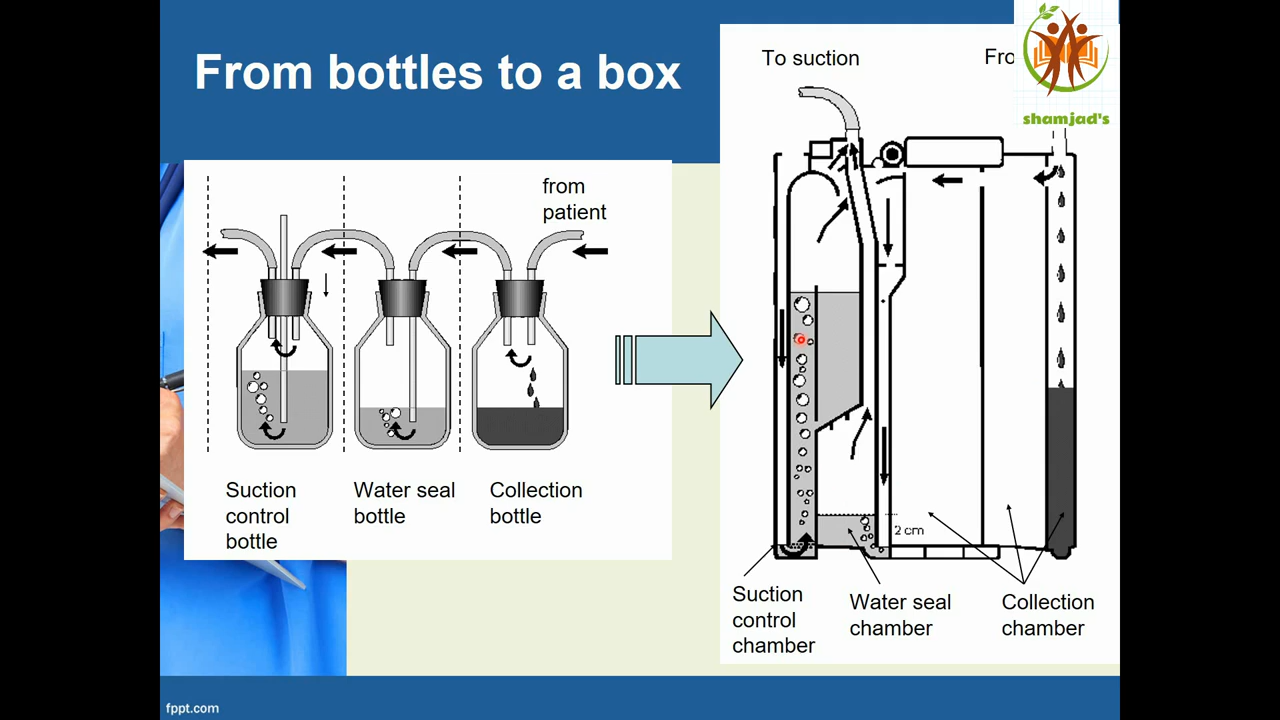 From bottles to a box
To suction
Fro
shamjad's
from
patient
Suction
control
bottle
Water seal
bottle
Collection
bottle
2 cm
Suction
control
chamber
Water seal
chamber
Collection
chamber
fppt.com